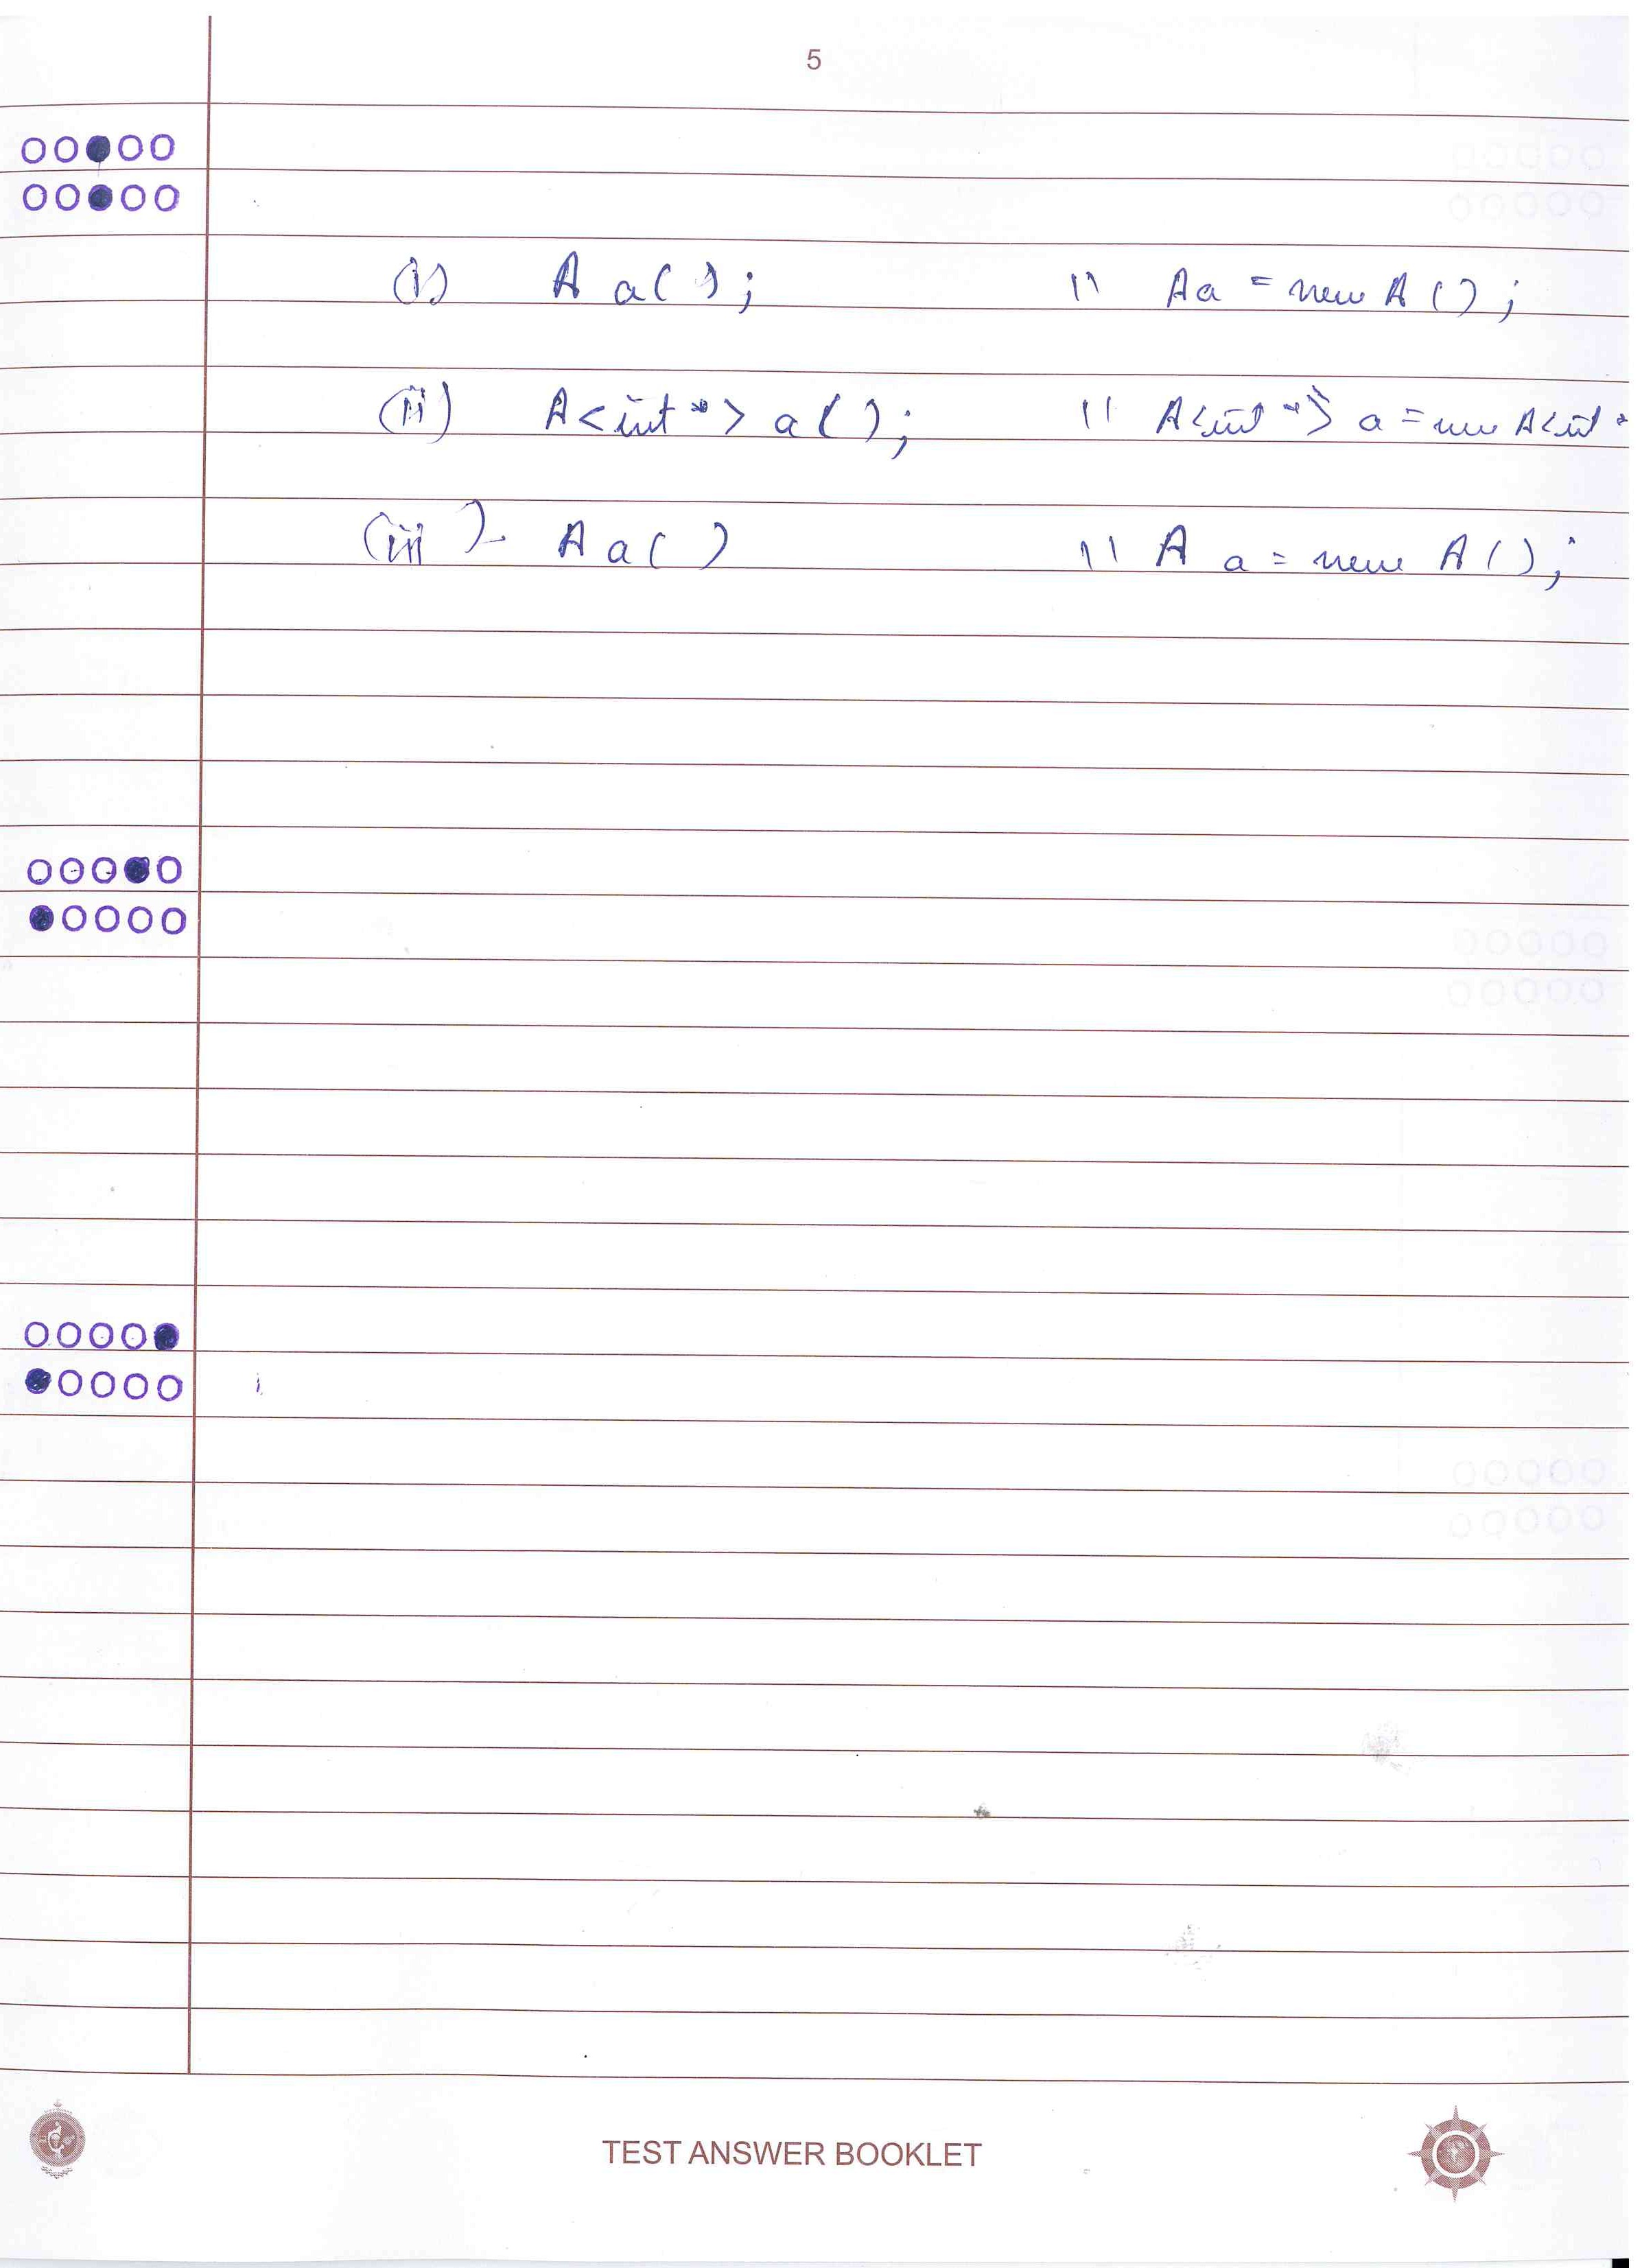 5
(i) A a(); // A a = new A();
(ii) A<int*> a(); // A<int*> a = new A<int*
(iii) - A a() // A a = new A();
TEST ANSWER BOOKLET